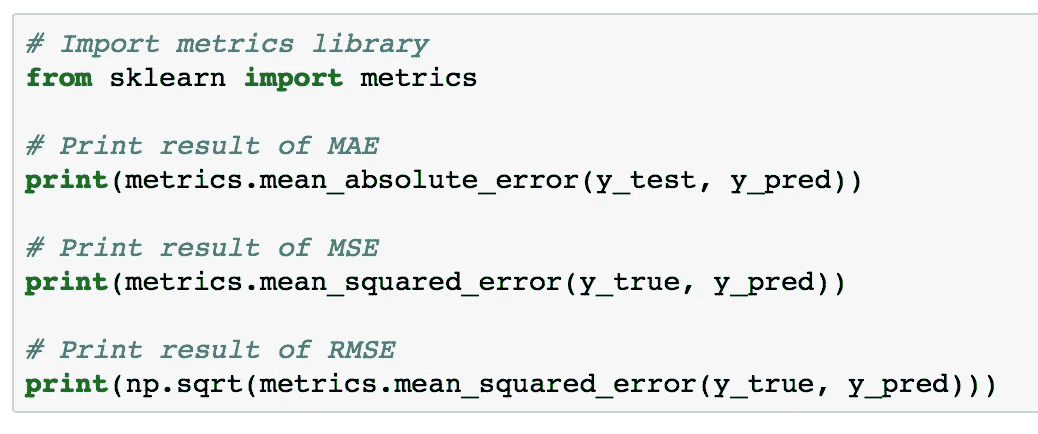 # Import metrics library
from sklearn import metrics
# Print result of MAE
print(metrics.mean_absolute_error(y_test, y_pred))
# Print result of MSE
print(metrics.mean_squared_error(y_true, y_pred))
# Print result of RMSE
print(np.sqrt(metrics.mean_squared_error(y_true, y_pred)))